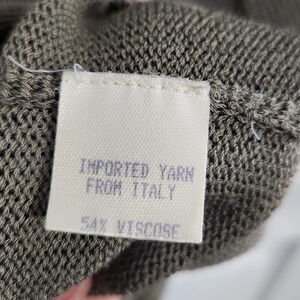 IMPORTED YARN
FROM ITALY
54% VISCOSE